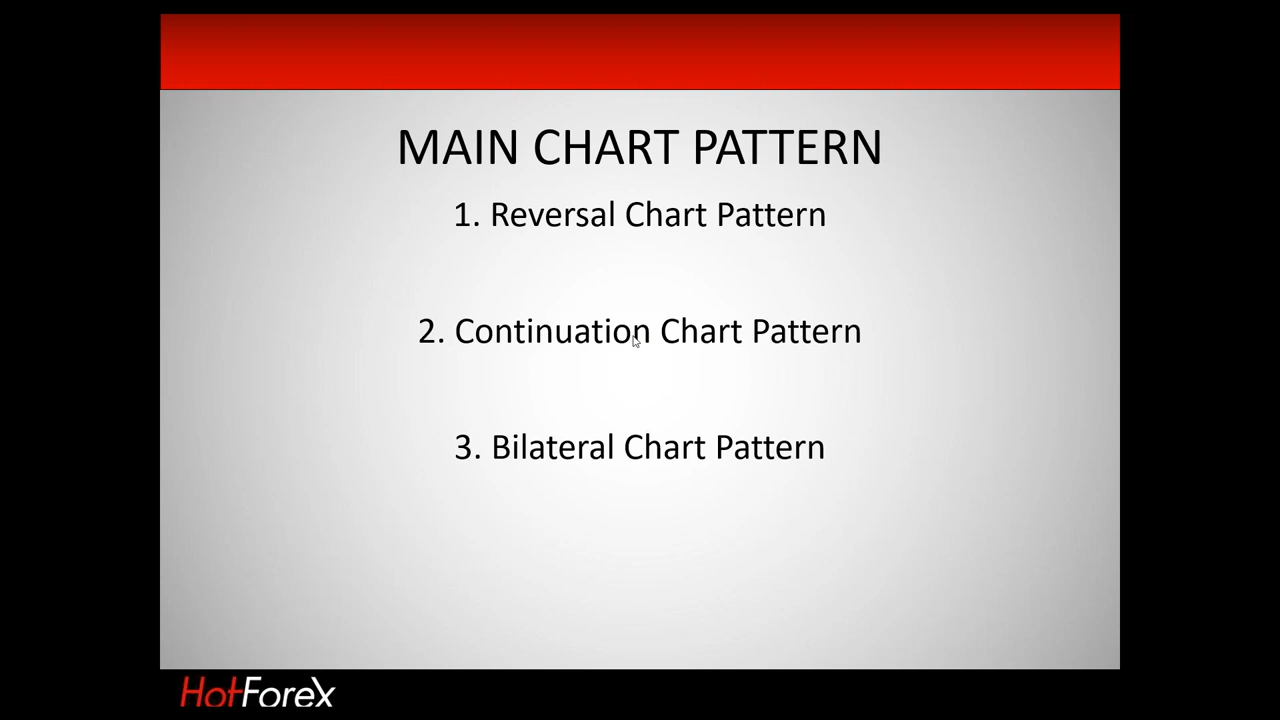 MAIN CHART PATTERN
1. Reversal Chart Pattern
2. Continuation Chart Pattern
3. Bilateral Chart Pattern
HotForex